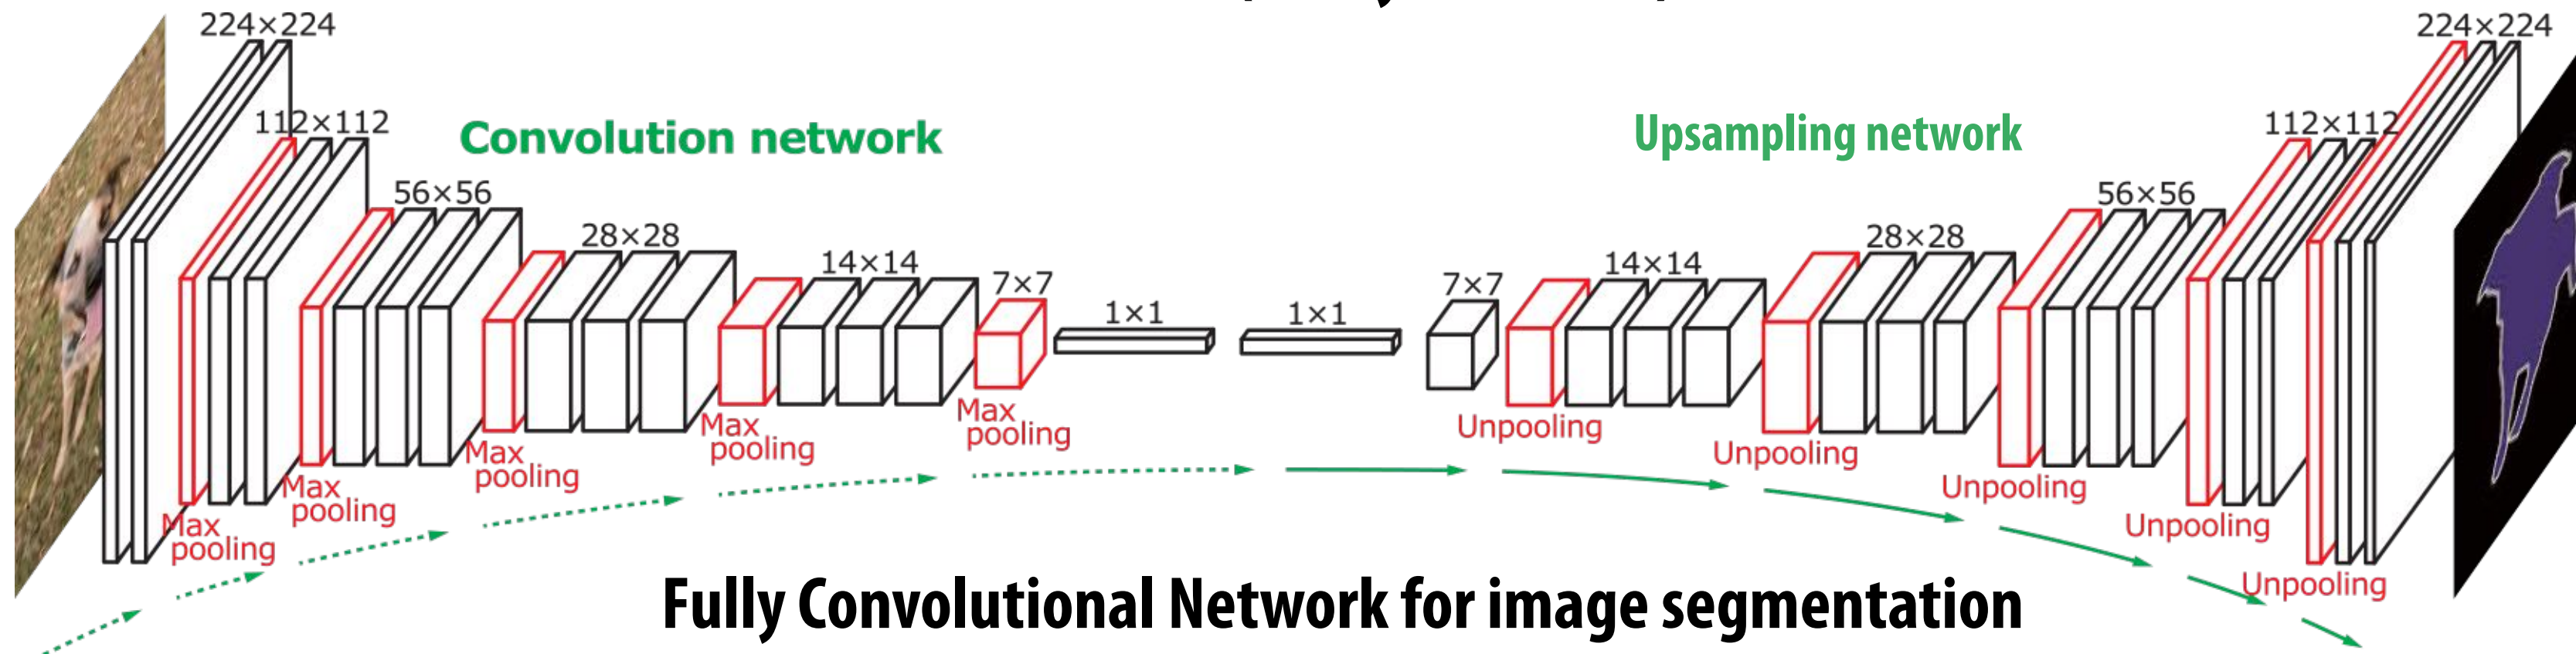 224×224
112×112
Convolution network
56×56
28×28
14×14
7×7
1×1
1×1
7×7
14×14
28×28
56×56
112×112
224×224
Upsampling network
Max
pooling
Max
pooling
Max
pooling
Max
pooling
Max
pooling
Unpooling
Unpooling
Unpooling
Unpooling
Unpooling
Fully Convolutional Network for image segmentation